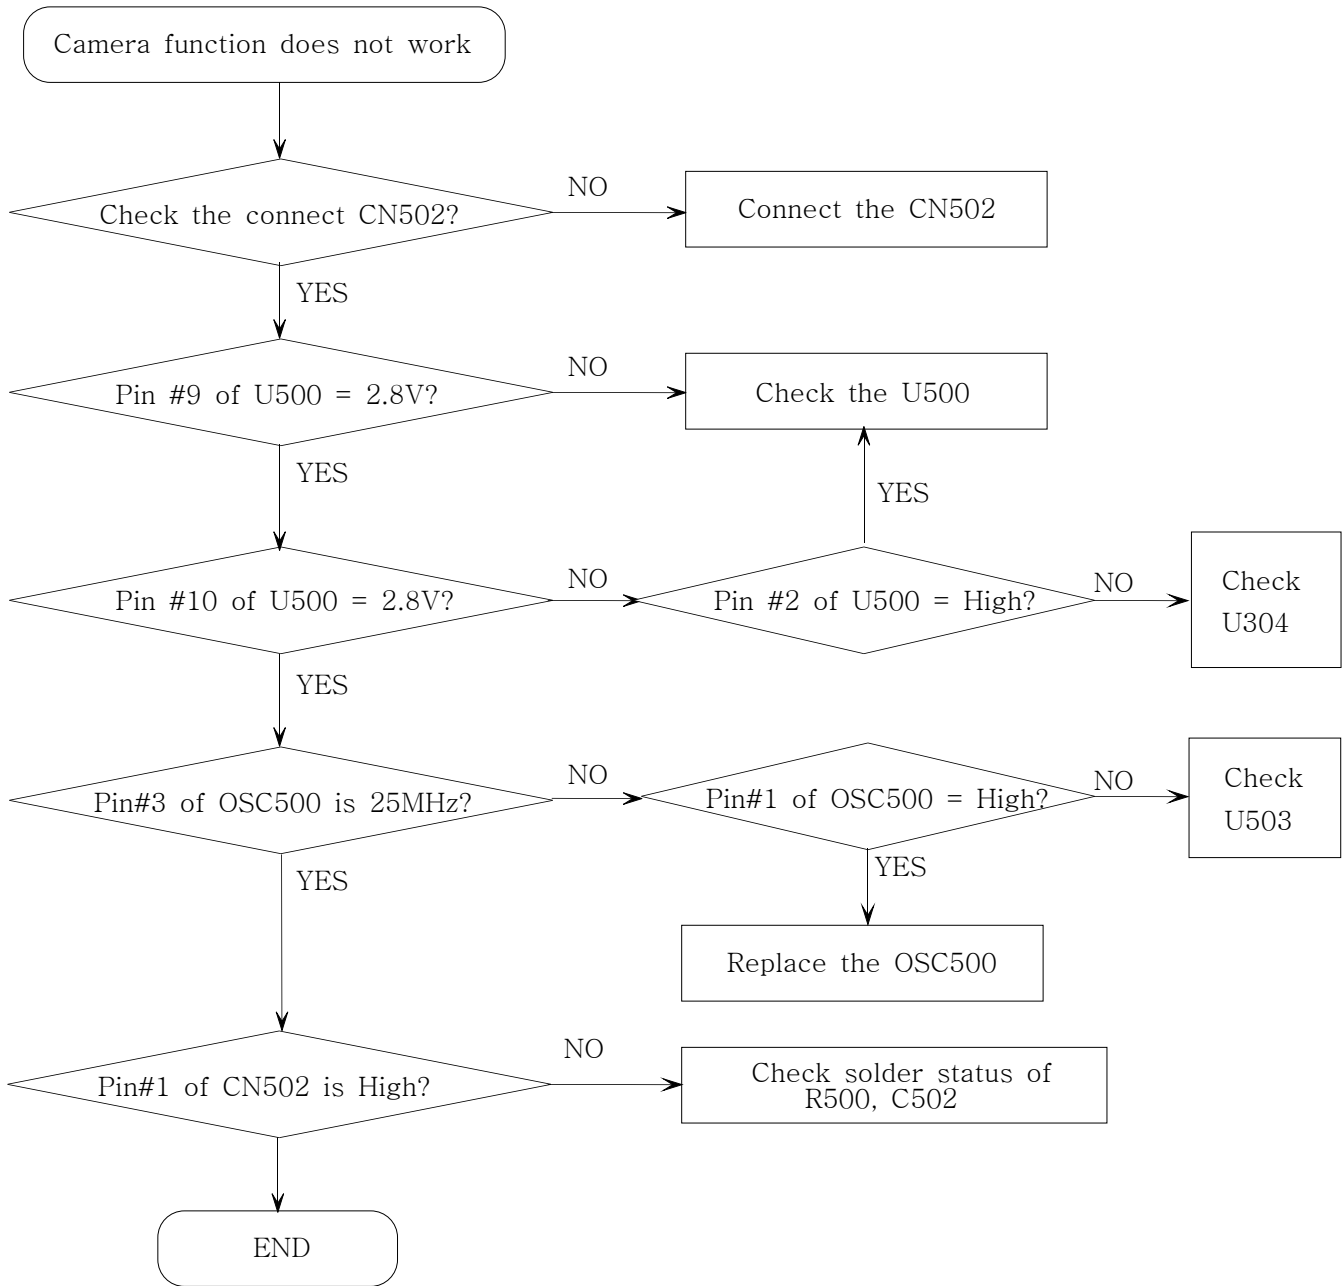 Camera function does not work
NO
Check the connect CN502?
Connect the CN502
YES
NO
Pin #9 of U500 = 2.8V?
Check the U500
YES
YES
NO
Pin #10 of U500 = 2.8V?
Pin #2 of U500 = High?
NO
Check
U304
YES
NO
Pin#3 of OSC500 is 25MHz?
Pin#1 of OSC500 = High?
NO
Check
U503
YES
YES
Replace the OSC500
NO
Pin#1 of CN502 is High?
Check solder status of
R500, C502
END